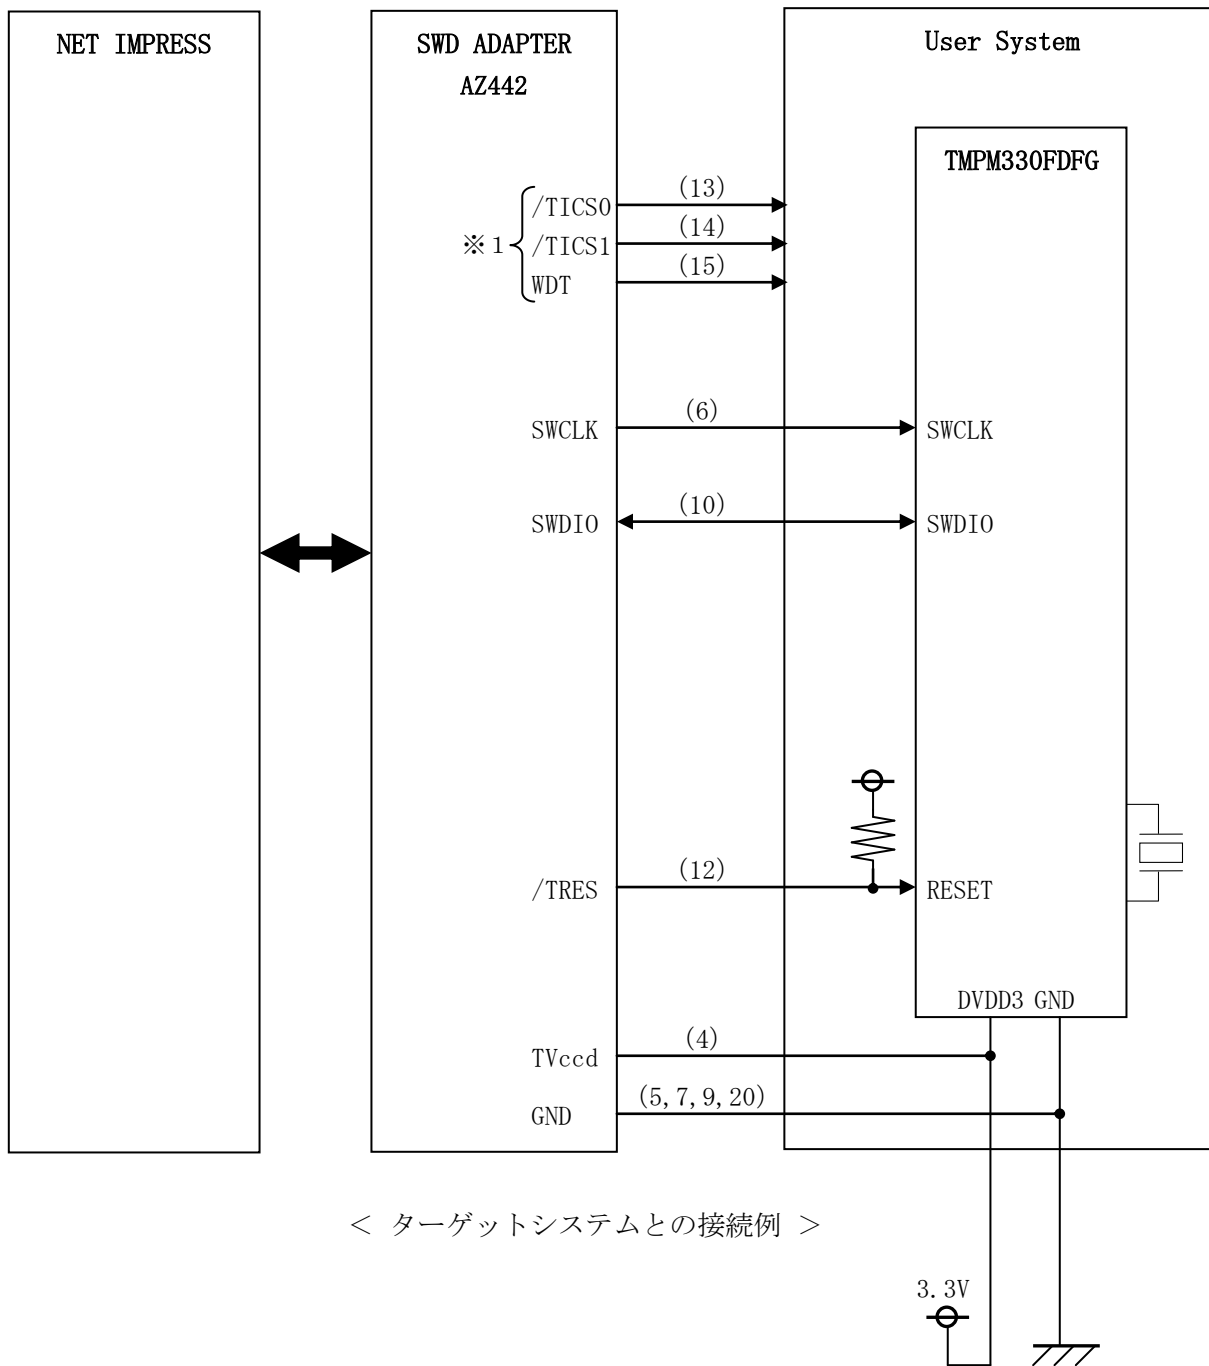 NET IMPRESS
SWD ADAPTER
AZ442
User System
TMPM330FDFG
※1
/TICS0
(13)
/TICS1
(14)
WDT
(15)
SWCLK
(6)
SWCLK
SWDIO
(10)
SWDIO
/TRES
(12)
RESET
DVDD3 GND
TVccd
(4)
GND
(5,7,9,20)
< ターゲットシステムとの接続例 >
3.3V